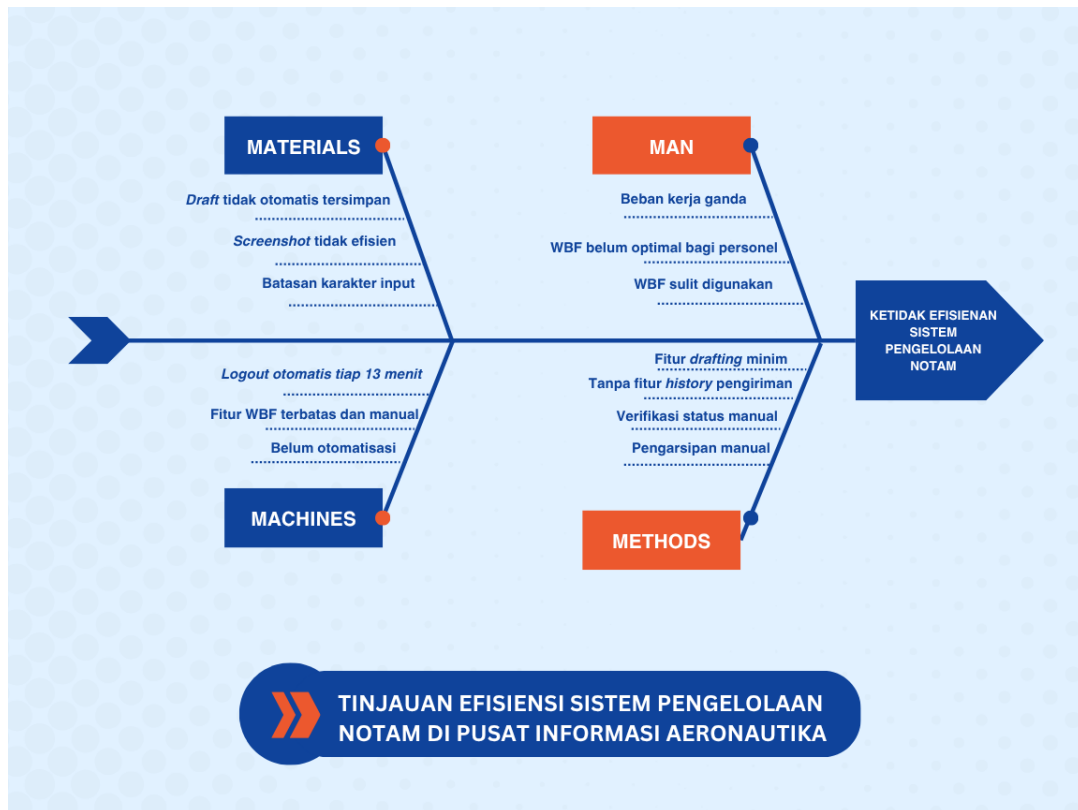 MATERIALS
Draft tidak otomatis tersimpan
Screenshot tidak efisien
Batasan karakter input
MAN
Beban kerja ganda
WBF belum optimal bagi personel
WBF sulit digunakan
KETIDAK EFISIENAN
SISTEM
PENGELOLAAN
NOTAM
Logout otomatis tiap 13 menit
Fitur WBF terbatas dan manual
Belum otomatisasi
MACHINES
Fitur drafting minim
Tanpa fitur history pengiriman
Verifikasi status manual
Pengarsipan manual
METHODS
TINJAUAN EFISIENSI SISTEM PENGELOLAAN
NOTAM DI PUSAT INFORMASI AERONAUTIKA